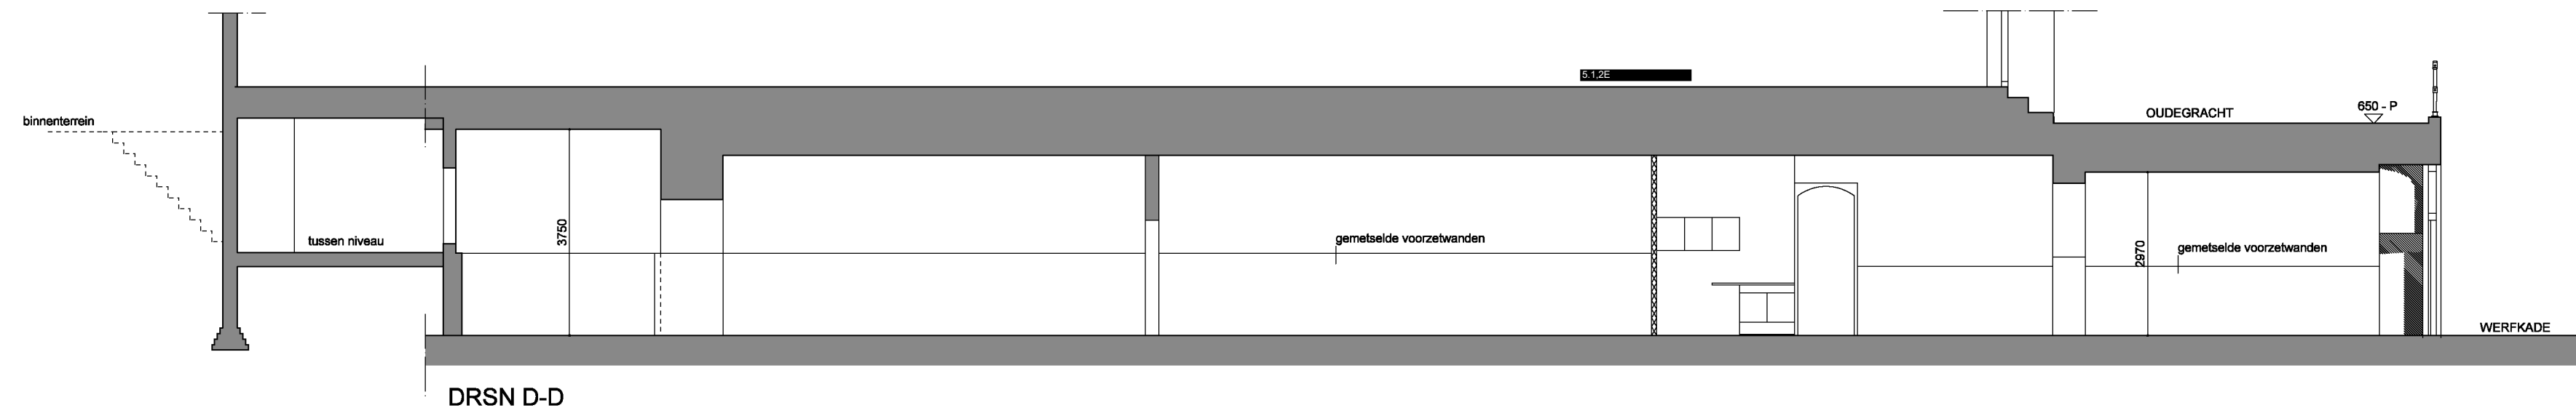 5.1,2E
650 - P
OUDEGRACHT
binnenterrein
tussen niveau
3750
gemetselde voorzetwanden
2970
gemetselde voorzetwanden
WERFKADE
DRSN D-D